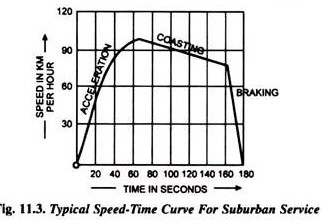 120
90
60
30
0
SPEED IN KM
PER HOUR
ACCELERATION
COASTING
BRAKING
20 40 60 80 100 120 140 160 180
TIME IN SECONDS
ig. 11.3. Typical Speed-Time Curve For Suburban Service